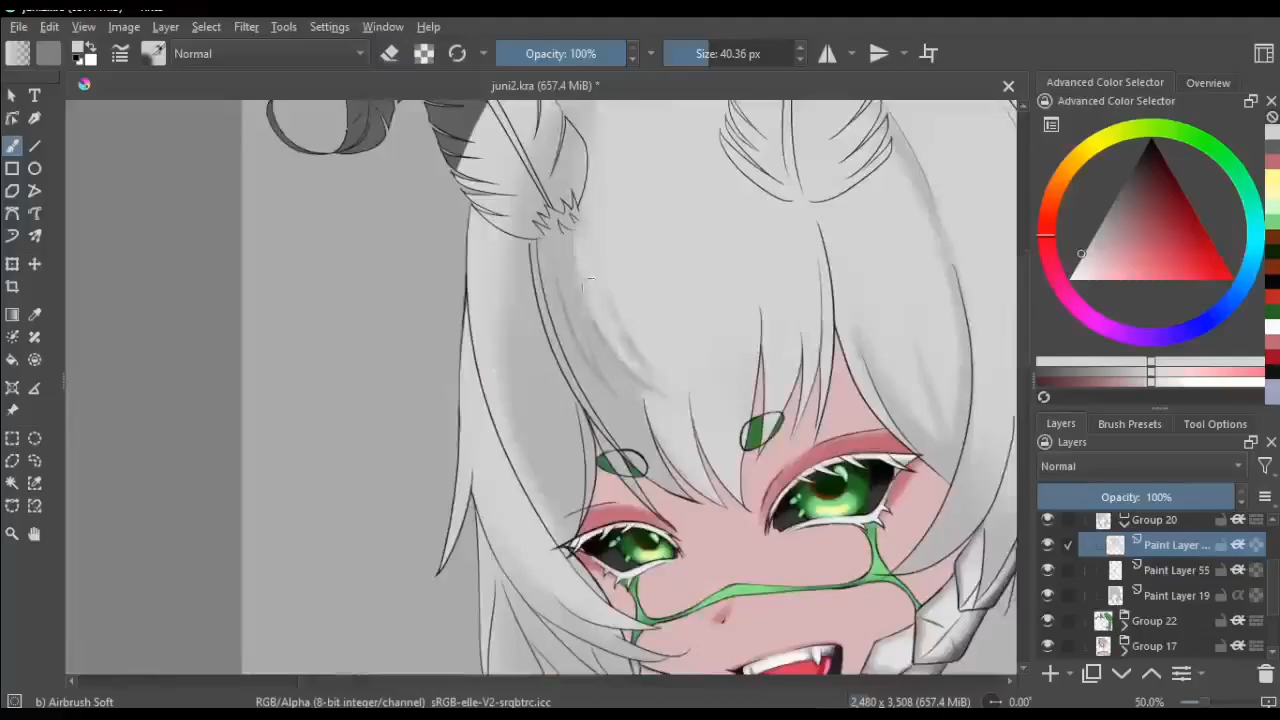 File Edit View Image Layer Select Filter Tools Settings Window Help
Normal Opacity: 100% Size: 40.36 px
juni2.kra (657.4 MiB) *
Advanced Color Selector Overview
Advanced Color Selector
Layers Brush Presets Tool Options
Layers
Normal
Opacity: 100%
Group 20
Paint Layer ...
Paint Layer 55
Paint Layer 19
Group 22
Group 17
b) Airbrush Soft RGB/Alpha (8-bit integer/channel) sRGB-elle-V2-srgbtrc.icc 2,480 x 3,508 (657.4 MiB) 0.00° 50.0%